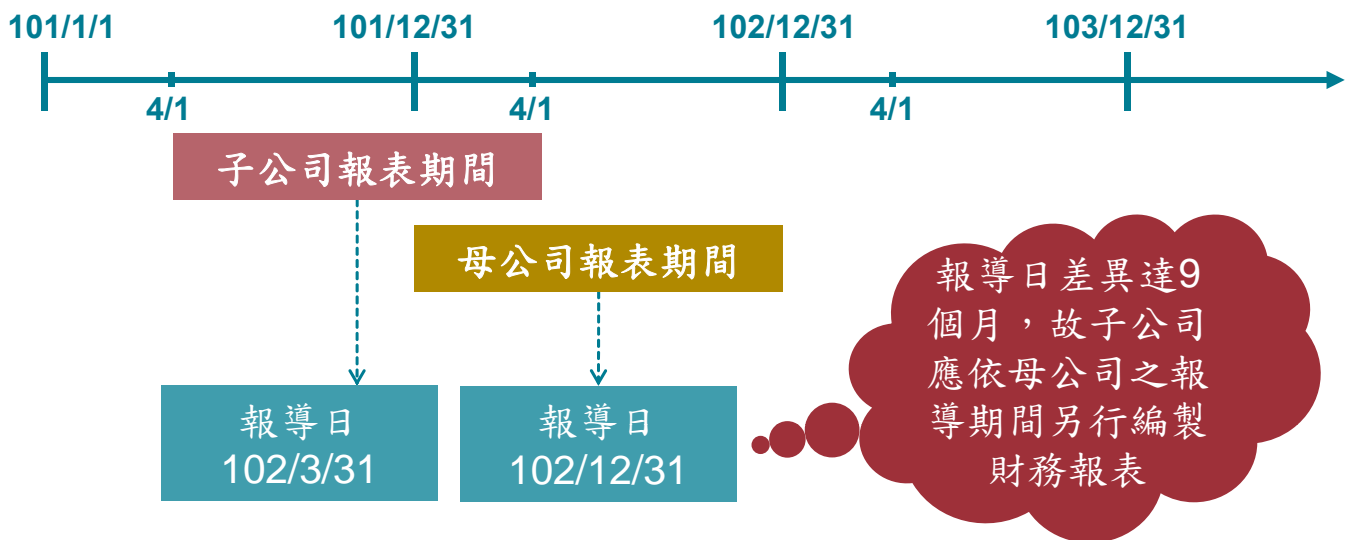 101/1/1
101/12/31
102/12/31
103/12/31
4/1
4/1
4/1
子公司報表期間
母公司報表期間
報導日
102/3/31
報導日
102/12/31
報導日差異達9
個月，故子公司
應依母公司之報
導期間另行編製
財務報表